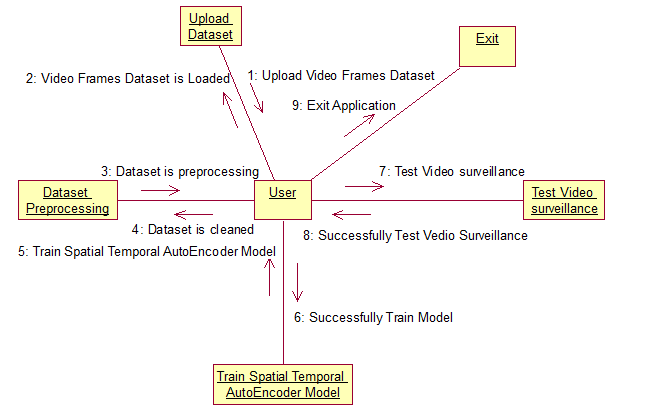 Upload
Dataset
Exit
2: Video Frames Dataset is Loaded
1: Upload Video Frames Dataset
9: Exit Application
3: Dataset is preprocessing
7: Test Video surveillance
Dataset
Preprocessing
User
Test Video
surveillance
4: Dataset is cleaned
8: Successfully Test Vedio Surveillance
5: Train Spatial Temporal AutoEncoder Model
6: Successfully Train Model
Train Spatial Temporal
AutoEncoder Model